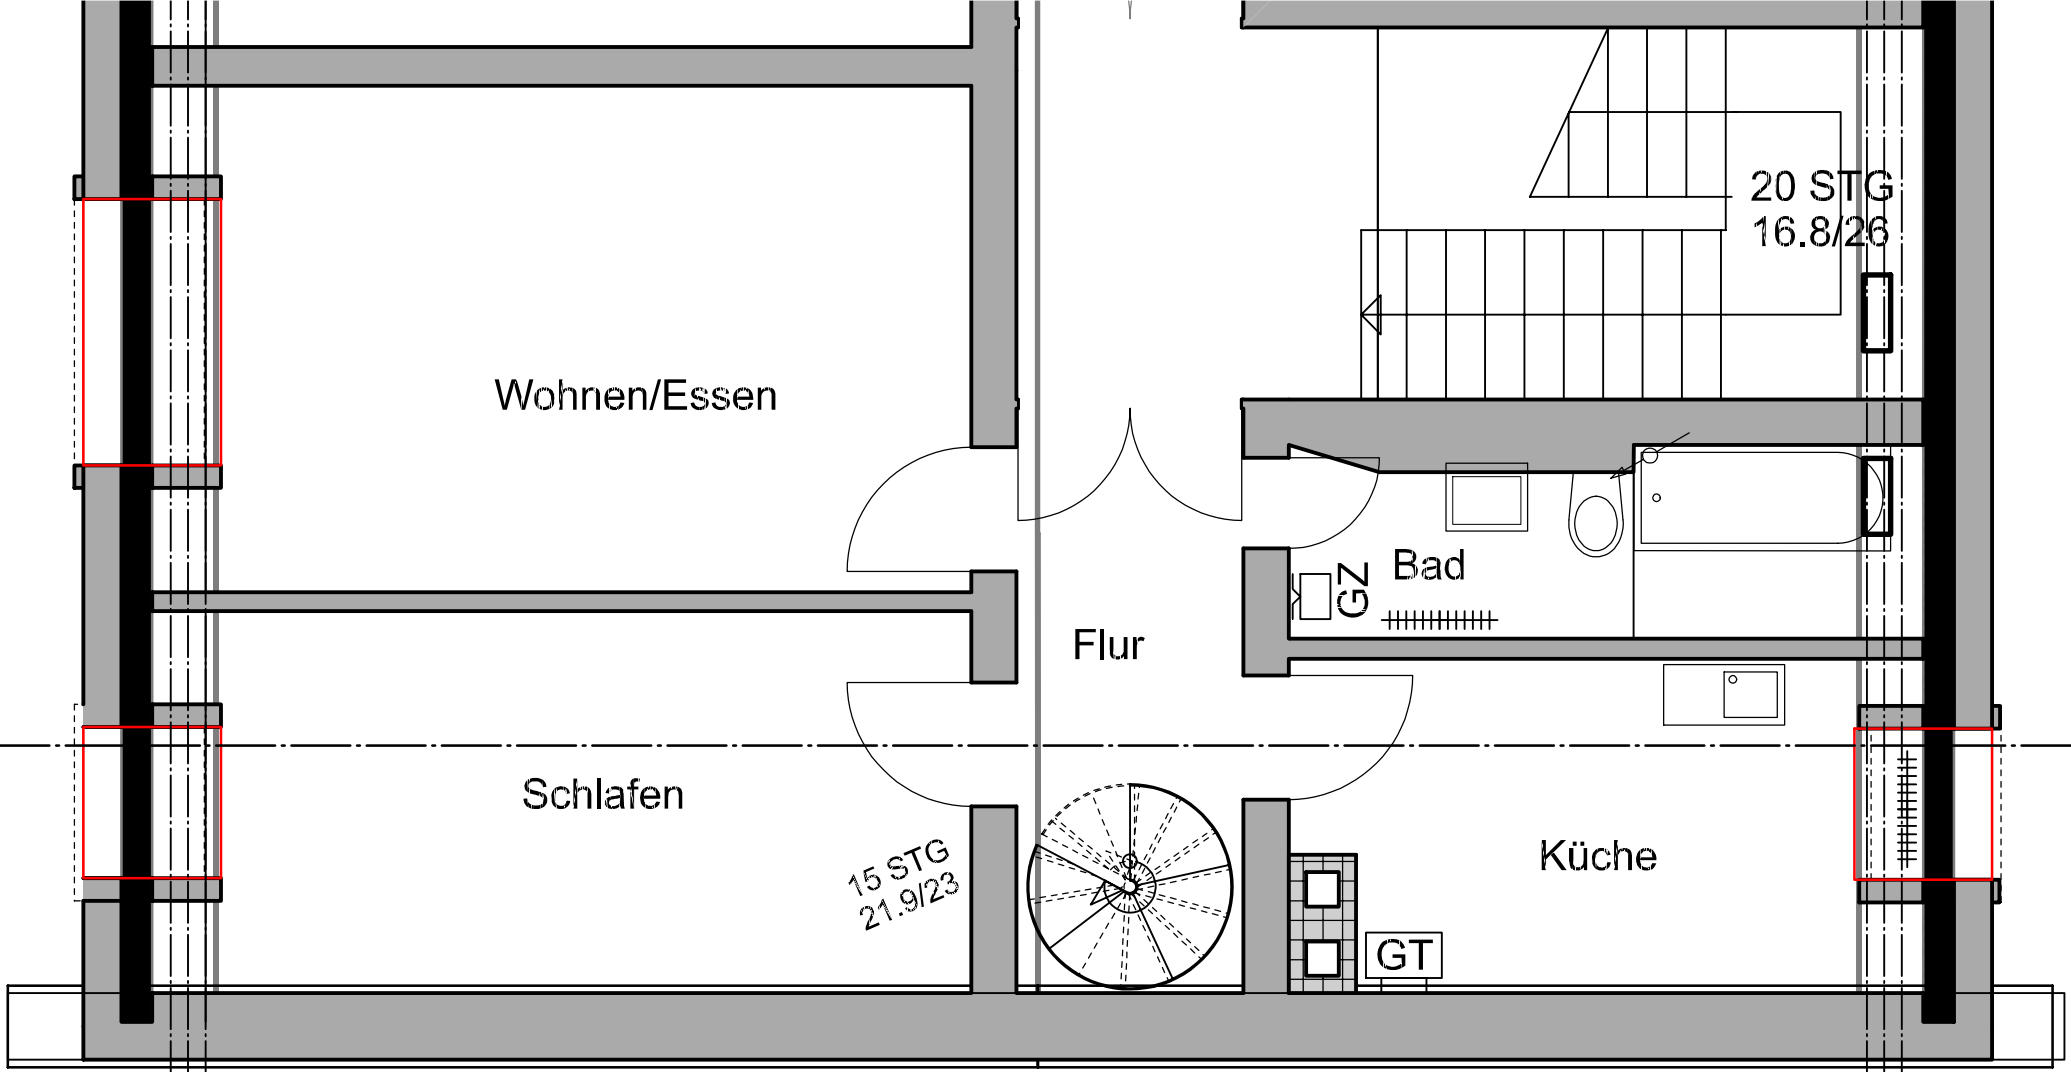 20 STG
16.8/26
Wohnen/Essen
Bad
GZ
Flur
Schlafen
15 STG
21.9/23
Küche
GT